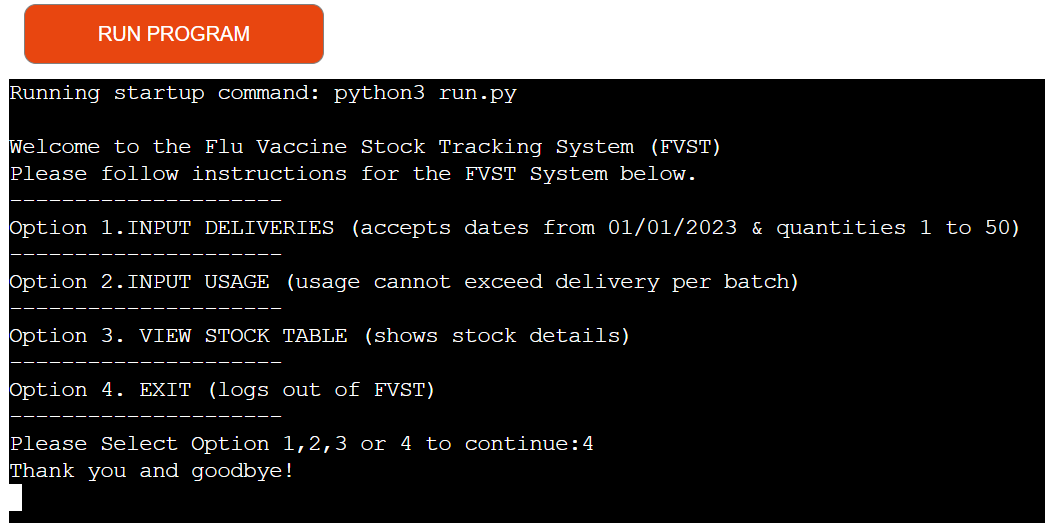 RUN PROGRAM
Running startup command: python3 run.py
Welcome to the Flu Vaccine Stock Tracking System (FVST)
Please follow instructions for the FVST System below.
---------------------
Option 1.INPUT DELIVERIES (accepts dates from 01/01/2023 & quantities 1 to 50)
---------------------
Option 2.INPUT USAGE (usage cannot exceed delivery per batch)
---------------------
Option 3. VIEW STOCK TABLE (shows stock details)
---------------------
Option 4. EXIT (logs out of FVST)
---------------------
Please Select Option 1,2,3 or 4 to continue:4
Thank you and goodbye!